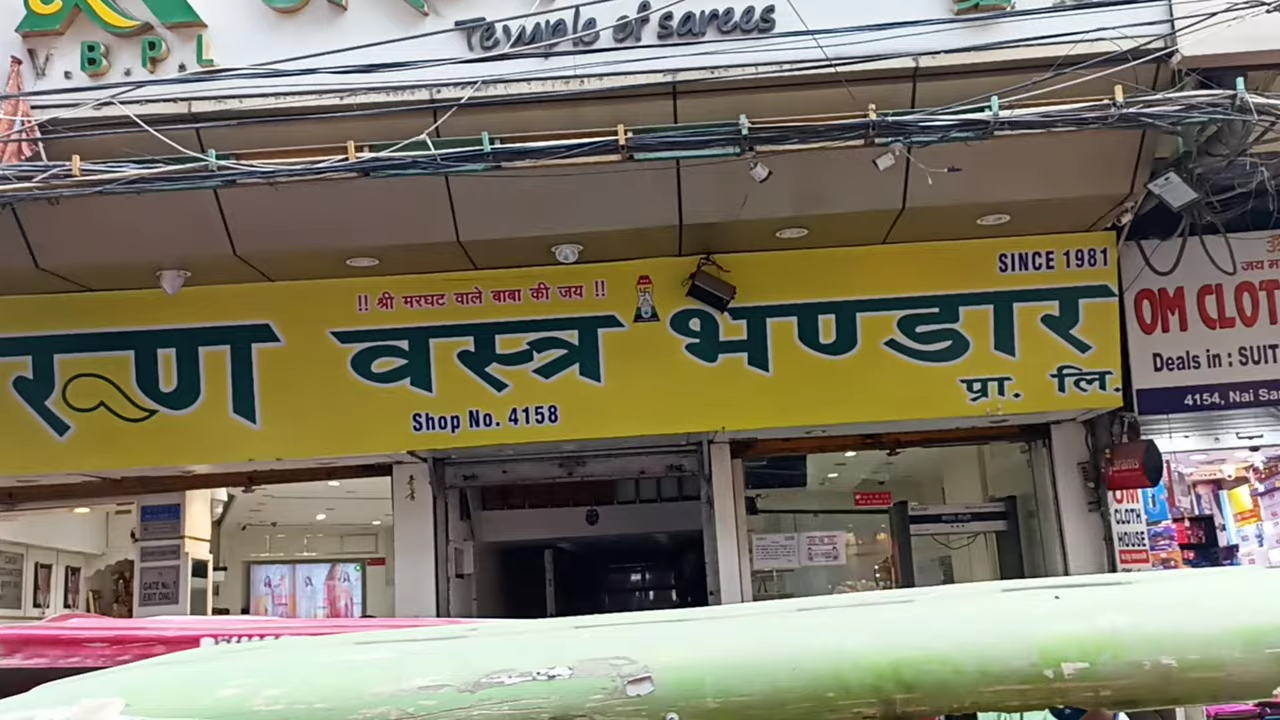 V.B.P.L
Temple of sarees
SINCE 1981
!! श्री मरघट वाले बाबा की जय !!
वस्त्र भण्डार
प्रा. लि.
Shop No. 4158
OM CLOT
Deals in : SUIT
4154, Nai Sa
GATE No.1
EXIT ONLY
OM
CLOTH
HOUSE